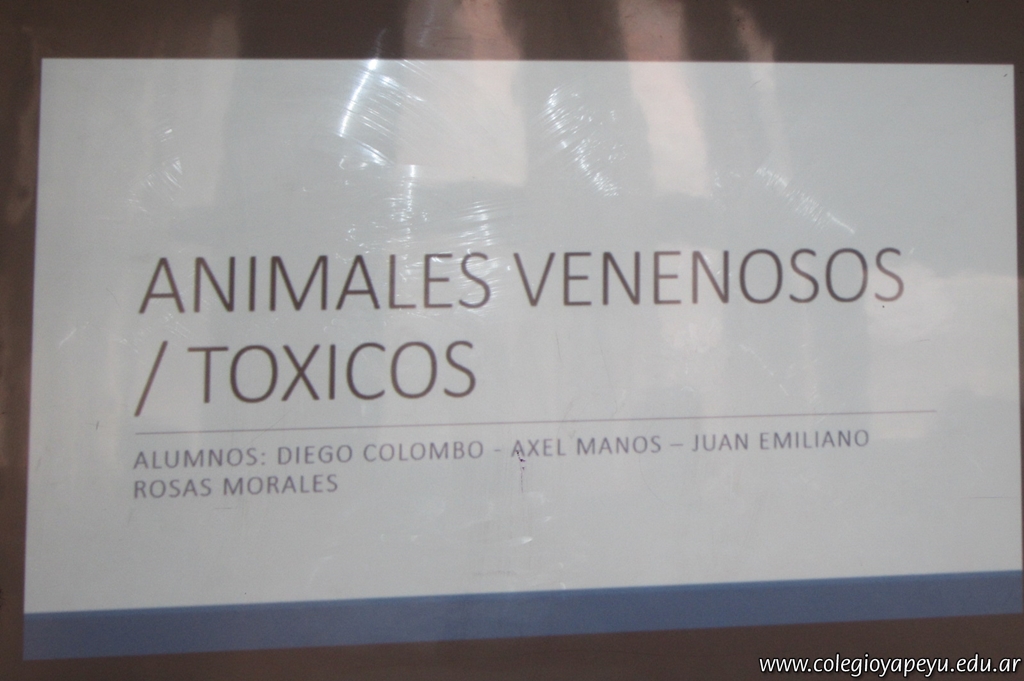 ANIMALES VENENOSOS
/ TOXICOS
ALUMNOS: DIEGO COLOMBO - AXEL MANOS – JUAN EMILIANO
ROSAS MORALES
www.colegioyapeyu.edu.ar